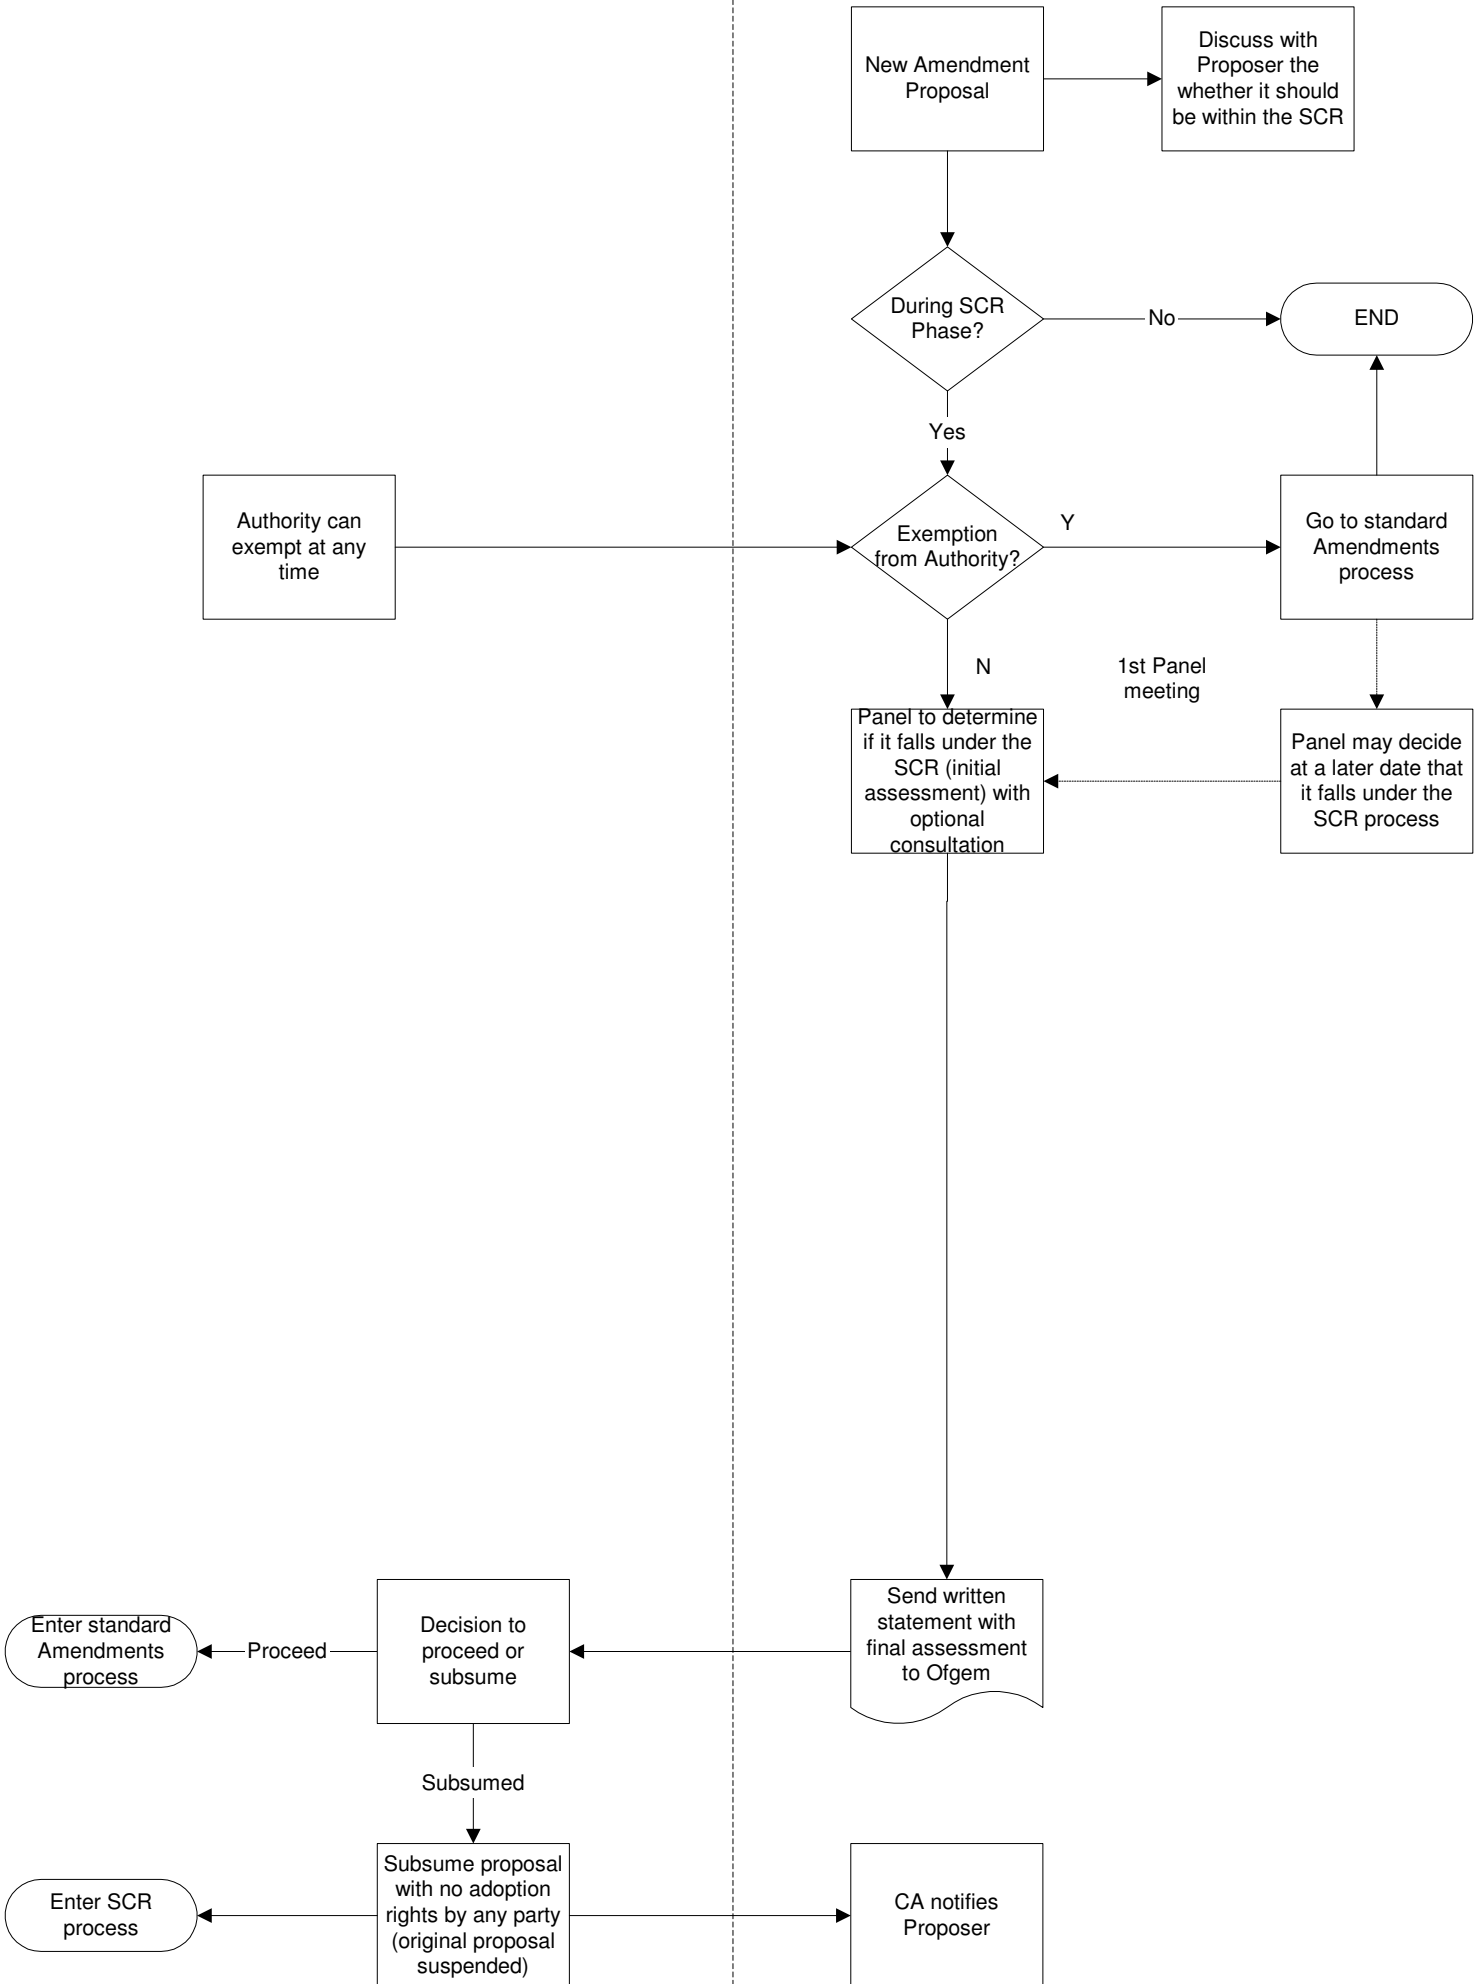 New Amendment
Proposal
Discuss with
Proposer the
whether it should
be within the SCR
During SCR
Phase?
No
END
Yes
Authority can
exempt at any
time
Exemption
from Authority?
Y
Go to standard
Amendments
process
N
1st Panel
meeting
Panel to determine
if it falls under the
SCR (initial
assessment) with
optional
consultation
Panel may decide
at a later date that
it falls under the
SCR process
Enter standard
Amendments
process
Proceed
Decision to
proceed or
subsume
Send written
statement with
final assessment
to Ofgem
Subsumed
Enter SCR
process
Subsume proposal
with no adoption
rights by any party
(original proposal
suspended)
CA notifies
Proposer